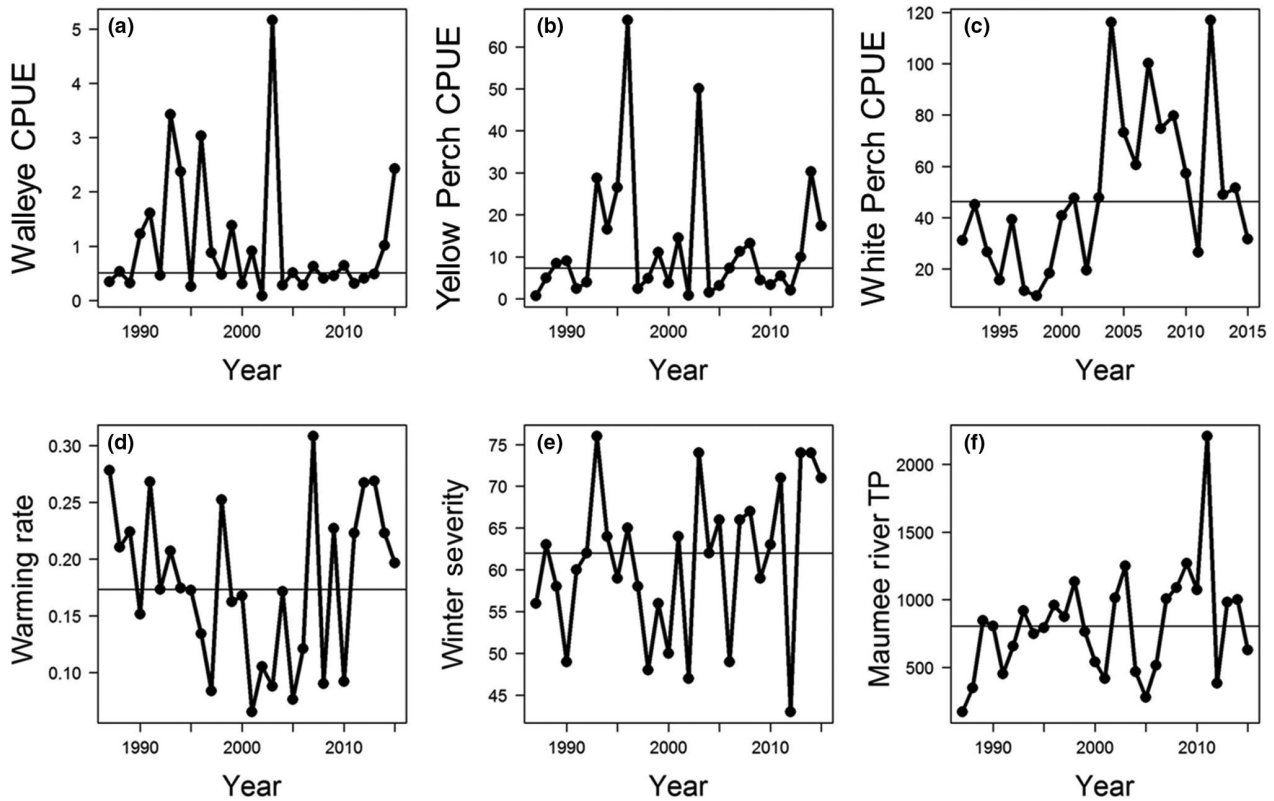 (a)
Walleye CPUE
5
4
3
2
1
0
1990 2000 2010
Year
(b)
Yellow Perch CPUE
60
50
40
30
20
10
0
1990 2000 2010
Year
(c)
White Perch CPUE
120
100
80
60
40
20
1995 2000 2005 2010 2015
Year
(d)
Warming rate
0.30
0.25
0.20
0.15
0.10
1990 2000 2010
Year
(e)
Winter severity
75
70
65
60
55
50
45
1990 2000 2010
Year
(f)
Maumee river TP
2000
1500
1000
500
1990 2000 2010
Year